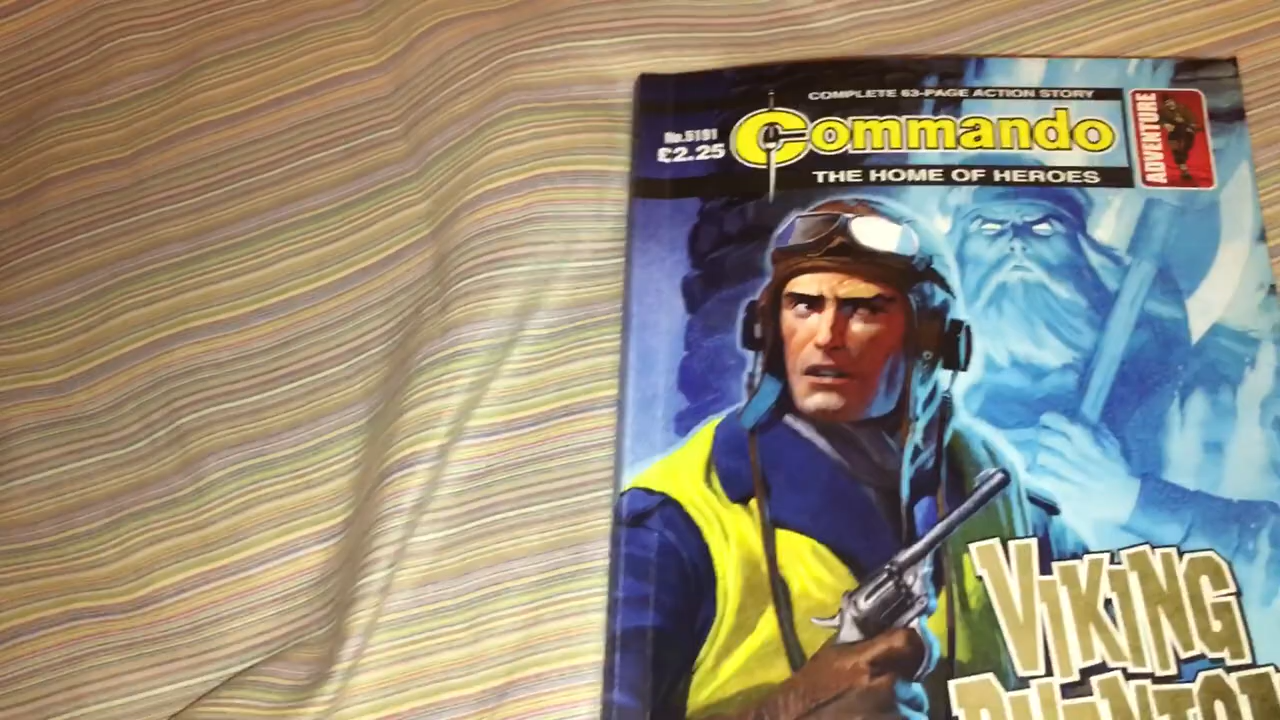 COMPLETE 63-PAGE ACTION STORY
No.5191
£2.25
Commando
ADVENTURE
THE HOME OF HEROES
VIKING